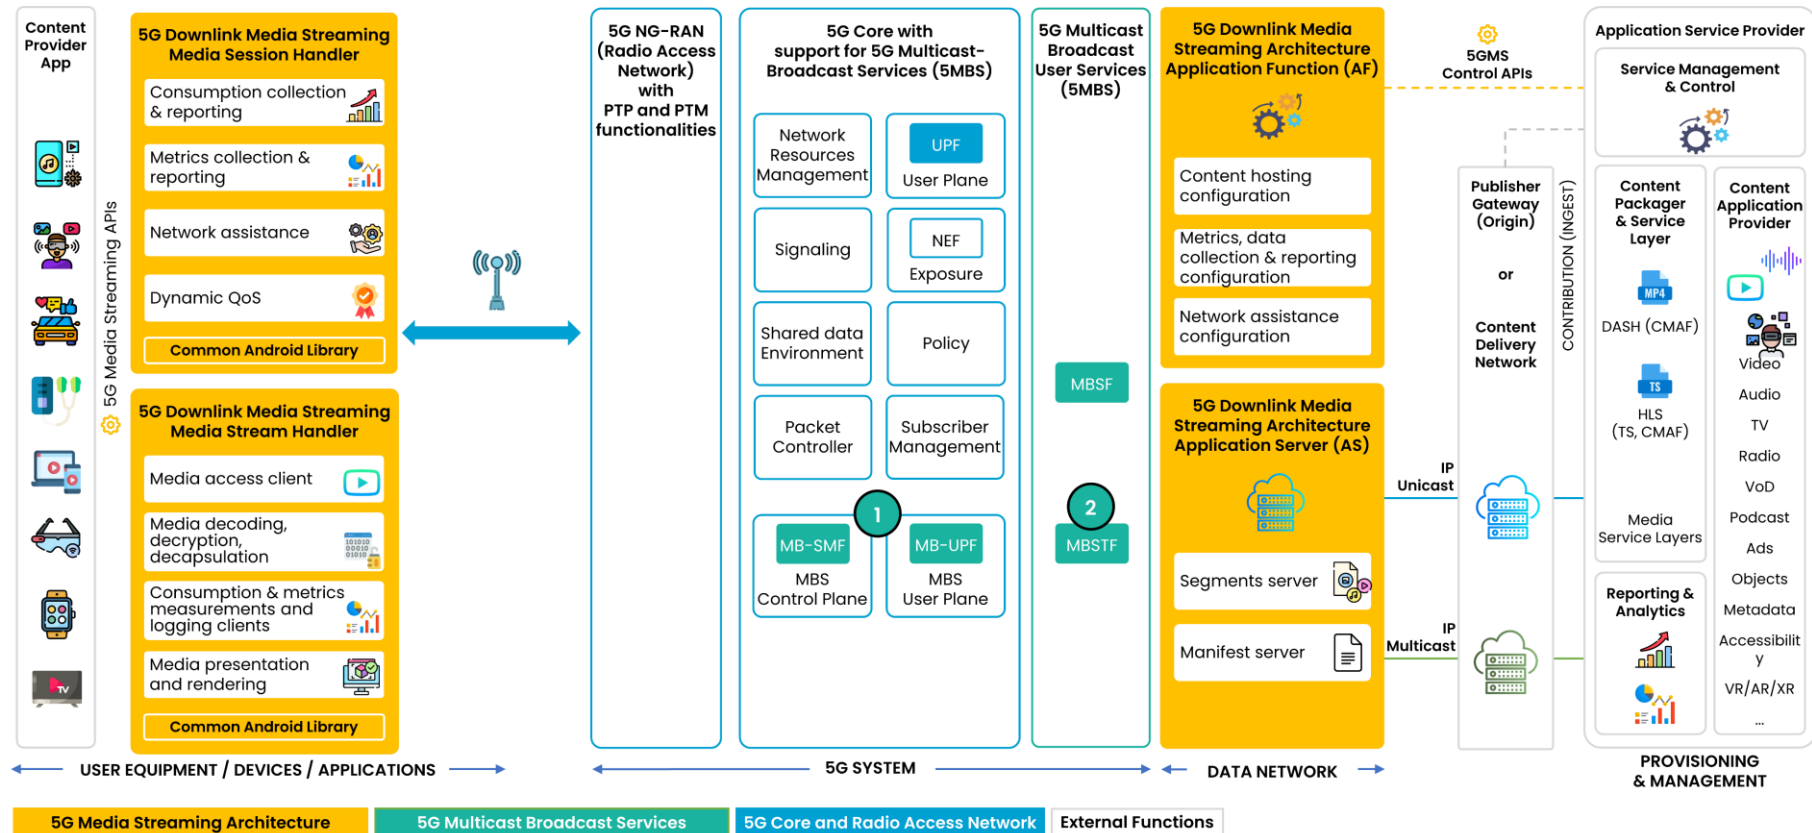 Content
Provider
App
5G Media Streaming APIs
5G Downlink Media Streaming
Media Session Handler
Consumption collection
& reporting
Metrics collection &
reporting
Network assistance
Dynamic QoS
Common Android Library
5G Downlink Media Streaming
Media Stream Handler
Media access client
Media decoding,
decryption,
decapsulation
101010
00010
01010
Consumption & metrics
measurements and
logging clients
Media presentation
and rendering
Common Android Library
TV
USER EQUIPMENT / DEVICES / APPLICATIONS
5G NG-RAN
(Radio Access
Network)
with
PTP and PTM
functionalities
5G Core with
support for 5G Multicast-
Broadcast Services (5MBS)
Network
Resources
Management
UPF
User Plane
Signaling
NEF
Exposure
Shared data
Environment
Policy
Packet
Controller
Subscriber
Management
1
MB-SMF
MBS
Control Plane
MB-UPF
MBS
User Plane
5G Multicast
Broadcast
User Services
(5MBS)
MBSF
2
MBSTF
5G SYSTEM
5G Downlink Media
Streaming Architecture
Application Function (AF)
Content hosting
configuration
Metrics, data
collection & reporting
configuration
Network assistance
configuration
5G Downlink Media
Streaming Architecture
Application Server (AS)
Segments server
Manifest server
DATA NETWORK
5GMS
Control APIs
IP
Unicast
IP
Multicast
Publisher
Gateway
(Origin)
or
Content
Delivery
Network
CONTRIBUTION (INGEST)
Application Service Provider
Service Management
& Control
Content
Packager
& Service
Layer
MP4
DASH (CMAF)
TS
HLS
(TS, CMAF)
Media
Service Layers
Reporting &
Analytics
Content
Application
Provider
Video
Audio
TV
Radio
VoD
Podcast
Ads
Objects
Metadata
Accessibilit
y
VR/AR/XR
...
PROVISIONING
& MANAGEMENT
5G Media Streaming Architecture
5G Multicast Broadcast Services
5G Core and Radio Access Network
External Functions